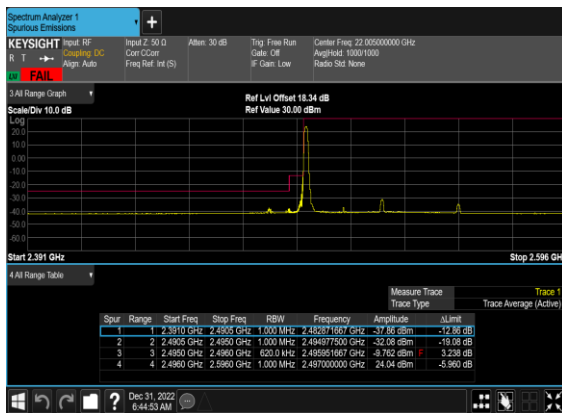 Spectrum Analyzer 1
Spurious Emissions
KEYSIGHT Input: RF Input Z: 50 Ω Atten: 30 dB Trig: Free Run Center Freq: 22.005000000 GHz
R T Coupling: DC Corr CCorr Gate: Off Avg|Hold: 1000/1000
Align: Auto Freq Ref: Int (S) IF Gain: Low Radio Std: None
FAIL
3 All Range Graph
Ref Lvl Offset 18.34 dB
Scale/Div 10.0 dB Ref Value 30.00 dBm
Log
20.0
10.0
0.00
-10.0
-20.0
-30.0
-40.0
-50.0
-60.0
Start 2.391 GHz Stop 2.596 GH
4 All Range Table
Measure Trace Trace 1
Trace Type Trace Average (Active)
Spur Range Start Freq Stop Freq RBW Frequency Amplitude ΔLimit
1 1 2.3910 GHz 2.4905 GHz 1.000 MHz 2.482871667 GHz -37.86 dBm -12.86 dB
2 2 2.4905 GHz 2.4950 GHz 1.000 MHz 2.494977500 GHz -32.08 dBm -19.08 dB
3 3 2.4950 GHz 2.4960 GHz 620.0 kHz 2.495951667 GHz -9.762 dBm F 3.238 dB
4 4 2.4960 GHz 2.5960 GHz 1.000 MHz 2.497000000 GHz 24.04 dBm -5.960 dB
? Dec 31, 2022
6:44:53 AM